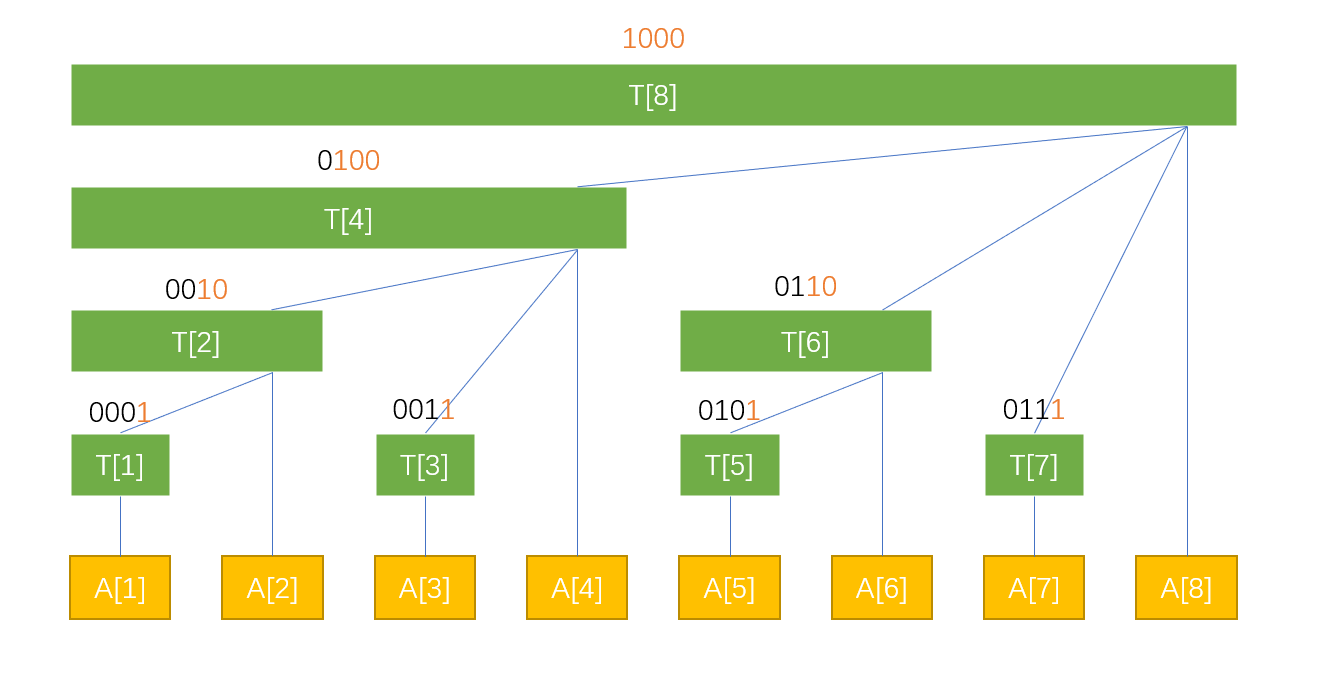 1000
T[8]
0100
T[4]
0010
0110
T[2]
T[6]
0001
0011
0101
0111
T[1]
T[3]
T[5]
T[7]
A[1]
A[2]
A[3]
A[4]
A[5]
A[6]
A[7]
A[8]